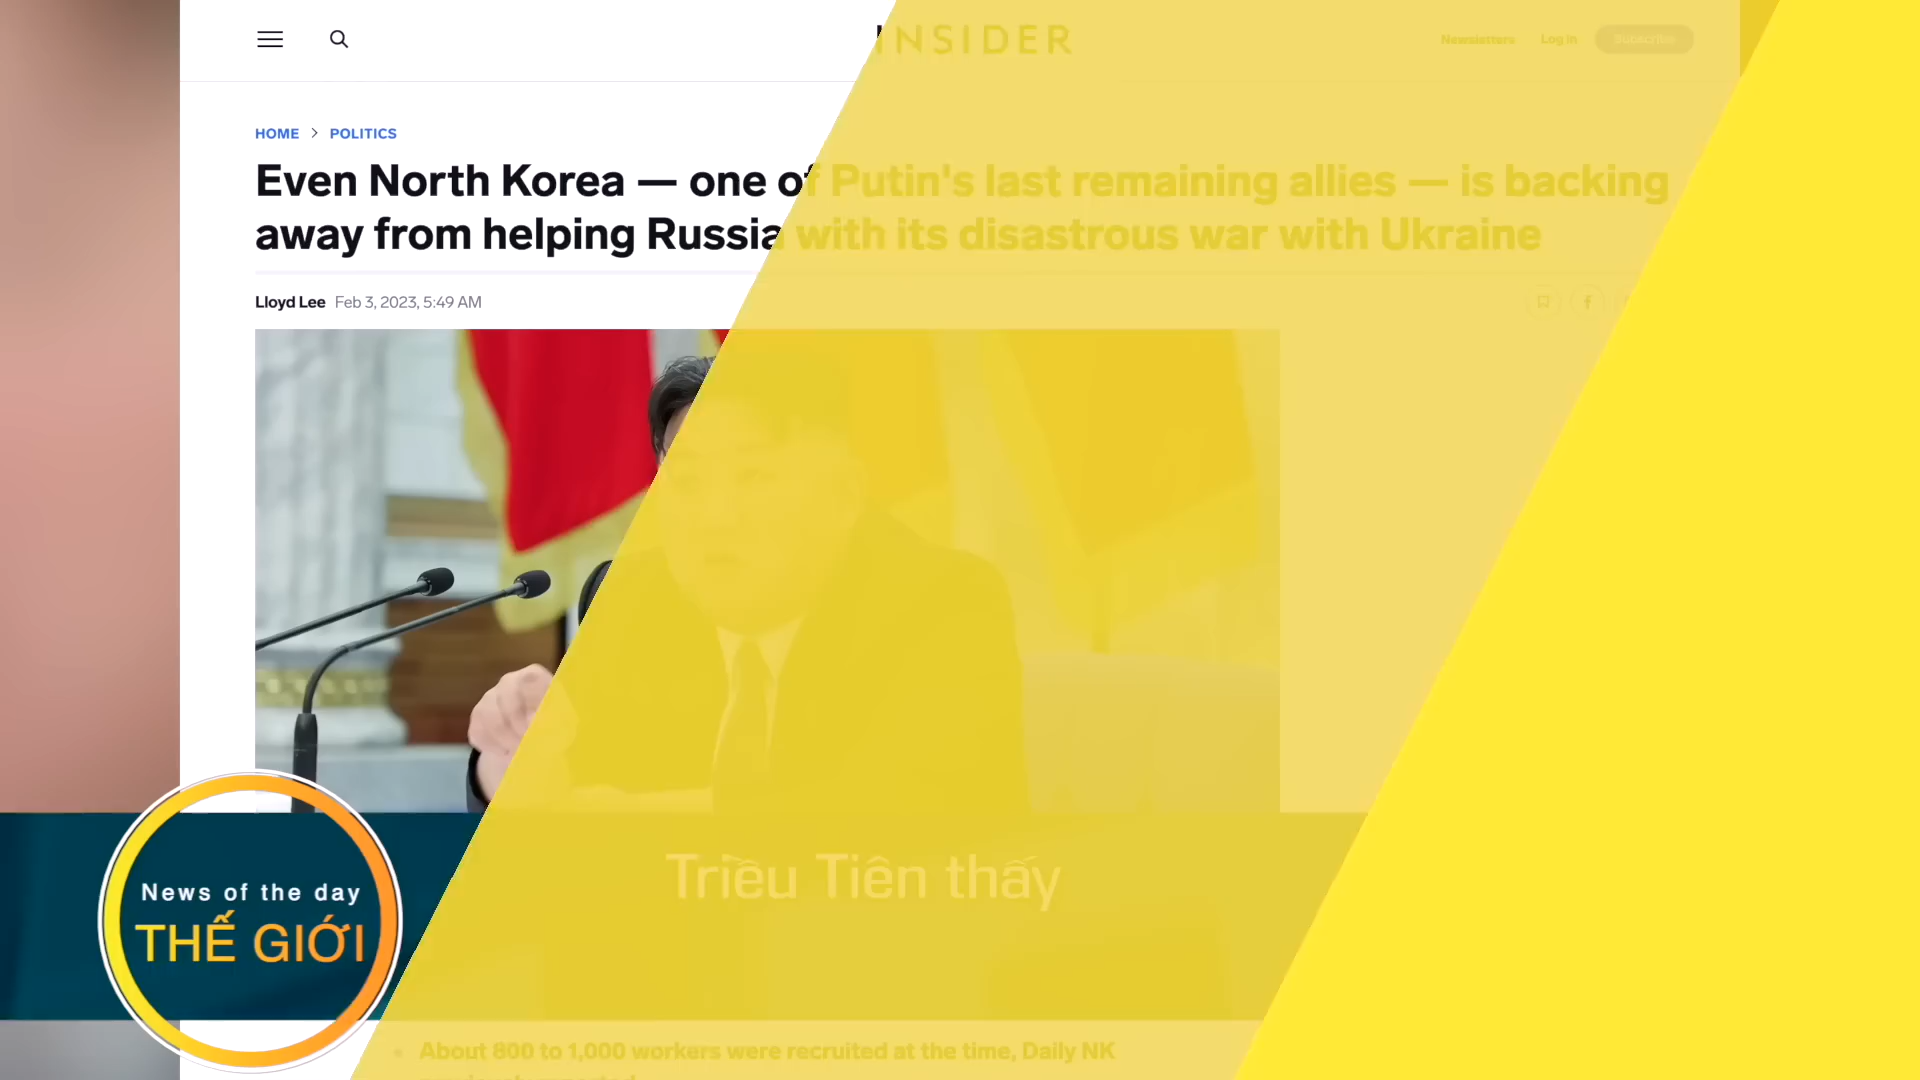 INSIDER
Newsletters Log in Subscribe
HOME > POLITICS
Even North Korea — one of Putin's last remaining allies — is backing
away from helping Russia with its disastrous war with Ukraine
Lloyd Lee Feb 3, 2023, 5:49 AM
Triều Tiên thấy
News of the day
THẾ GIỚI
About 800 to 1,000 workers were recruited at the time, Daily NK